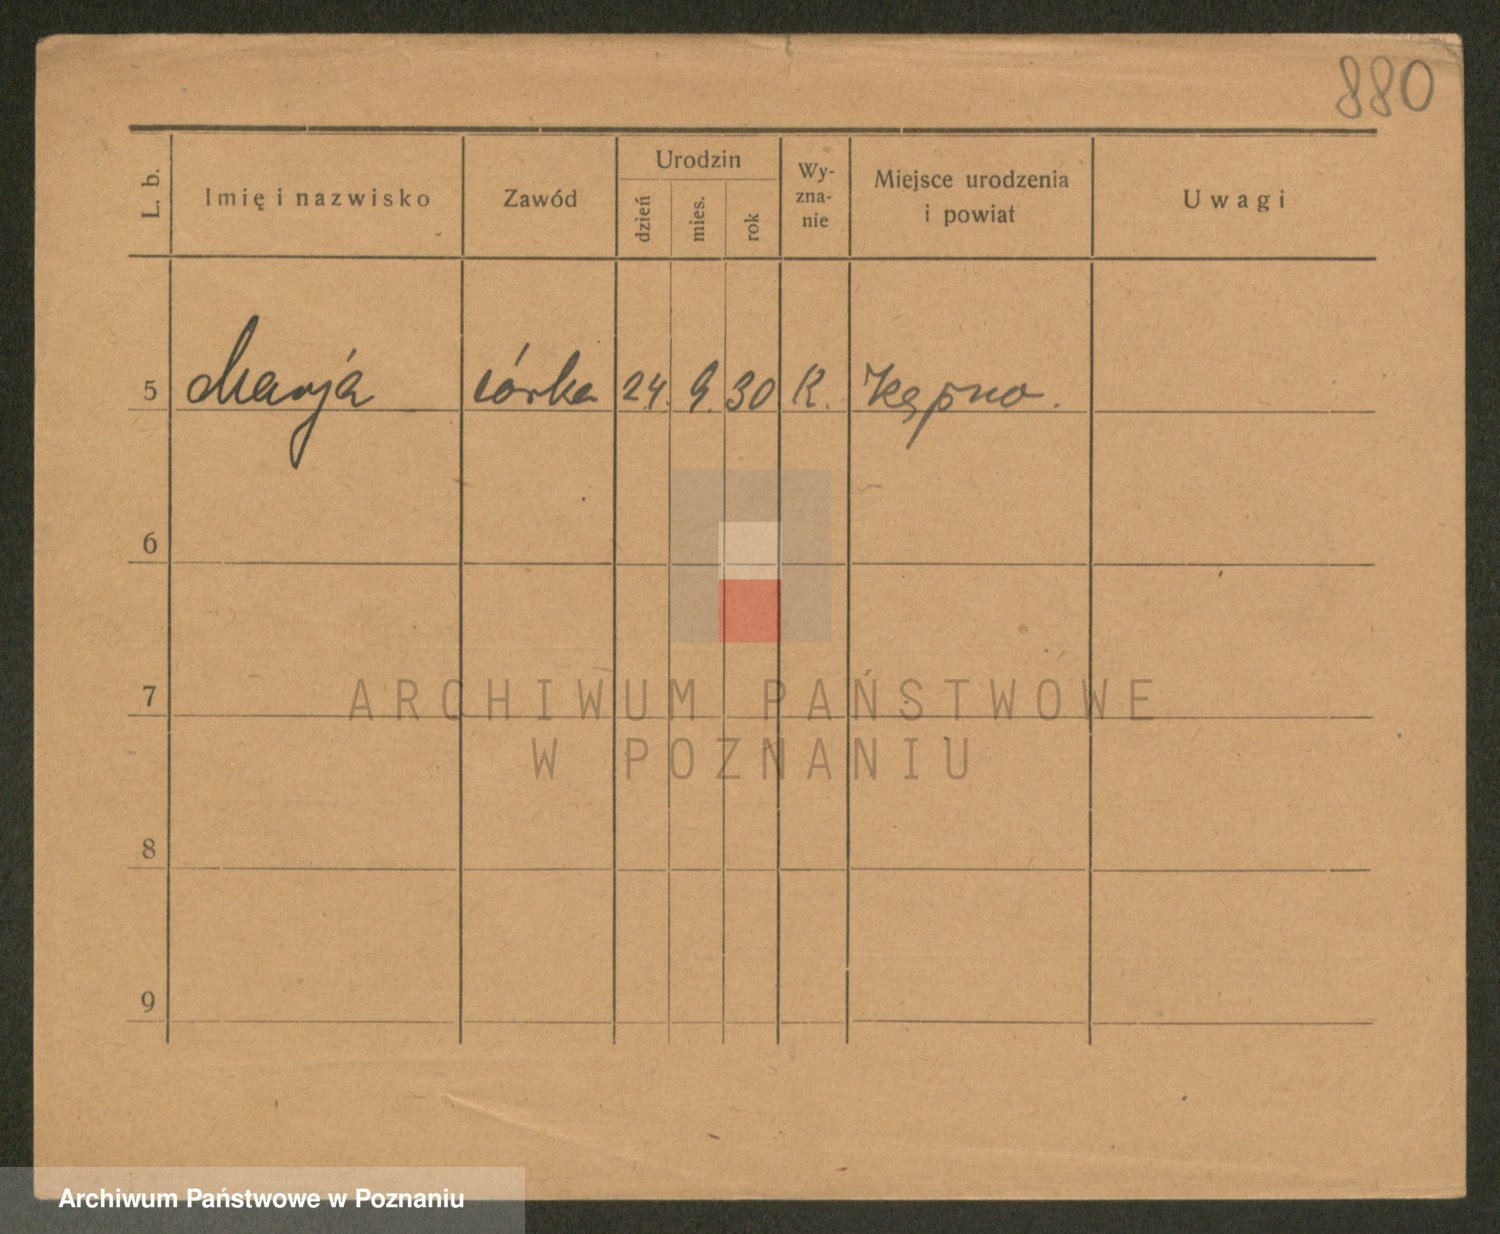 880
L. b. Imię i nazwisko Zawód Urodzin dzień mies. rok Wy-zna-nie Miejsce urodzenia i powiat Uwagi
5 Marja córka 24. 9. 30 K. Kępno.
6
7
8
9
ARCHIWUM PAŃSTWOWE
W POZNANIU
Archiwum Państwowe w Poznaniu